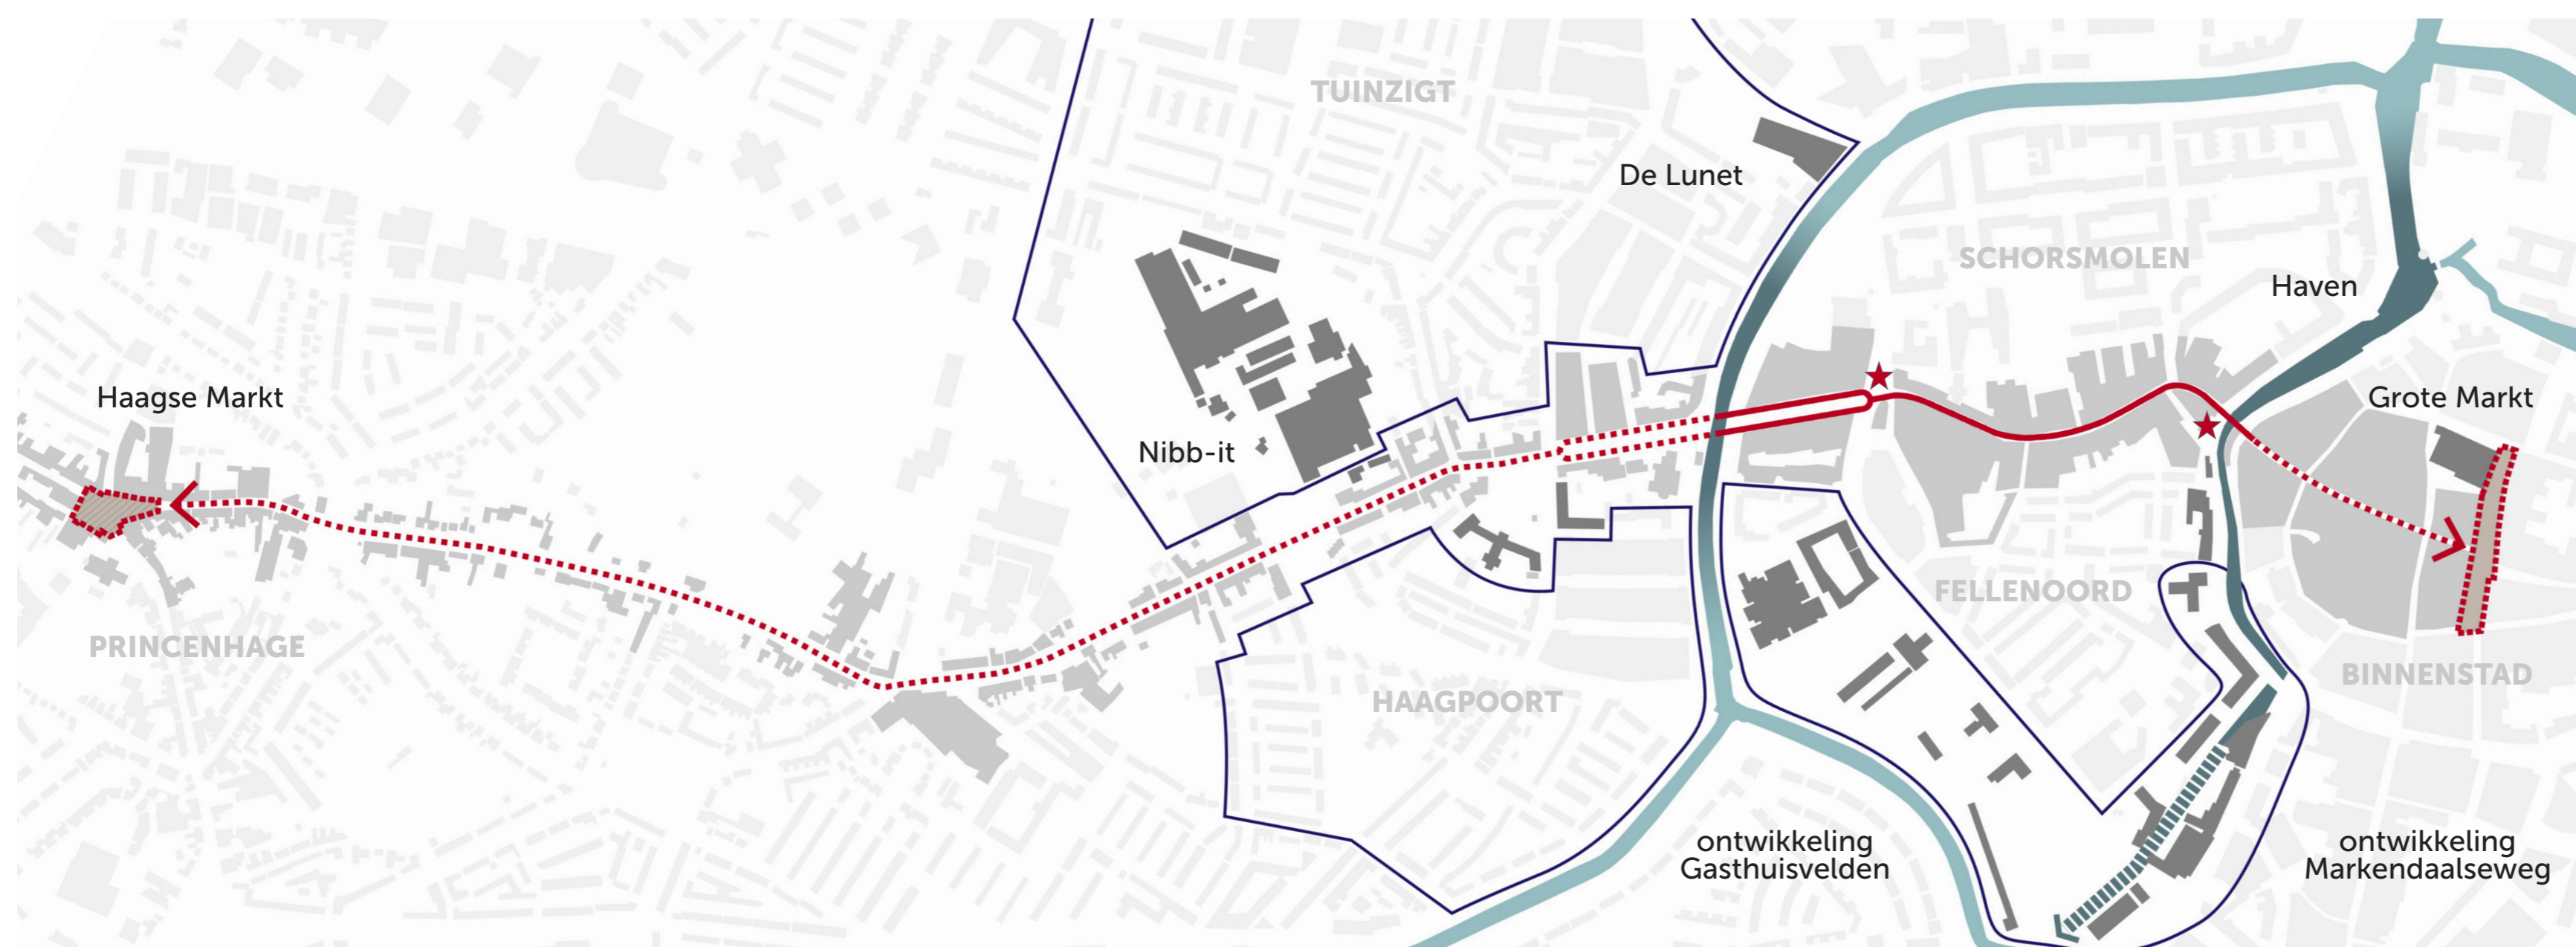 TUINZIGT
De Lunet
SCHORSMOLEN
Haven
Haagse Markt
Grote Markt
Nibb-it
FELLENOORD
PRINCENHAGE
BINNENSTAD
HAAGPOORT
ontwikkeling
Gasthuisvelden
ontwikkeling
Markendaalseweg